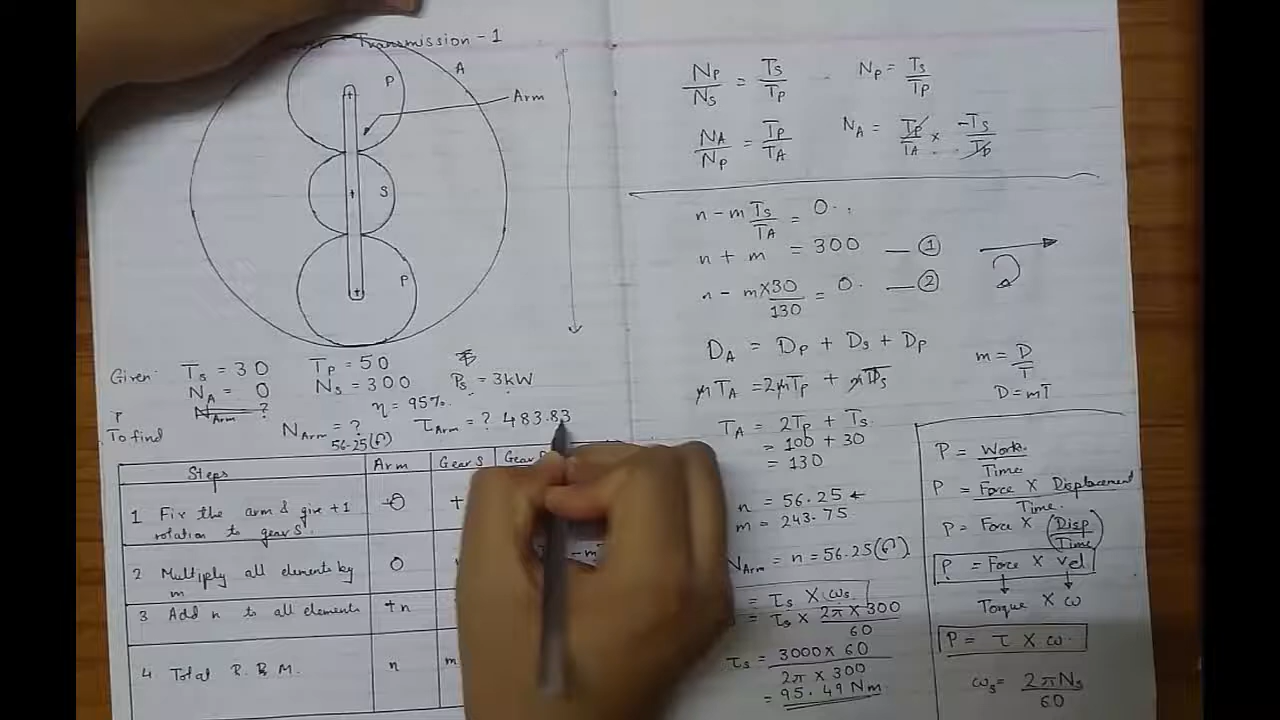 Transmission-1
P
A
Arm
S
P
Given: Ts = 30 Tp = 50
NA = 0 Ns = 300 Ps = 3kW
NArm = ? η = 95%.
To find NArm = ? τArm = ? 483.83
56.25(↶)
Steps Arm Gear S Gear
1 Fix the arm & give +1 rotation to gear S. 0 +
2 Multiply all elements by m 0
3 Add n to all elements +n
4 Total R.P.M. n m
-m
Np/Ns = Ts/Tp Np = Ts/Tp
NA/Np = Tp/TA NA = Tp/TA × -Ts/Tp
n - m Ts/TA = 0.
n + m = 300 — ①
n - m×30/130 = 0. — ②
DA = Dp + Ds + Dp
mTA = 2mTp + mTs
m = D/T
D = mT
TA = 2Tp + Ts
= 100 + 30
= 130
n = 56.25 ←
m = 243.75
NArm = n = 56.25(↶).
= τs × ωs
= τs × 2π × 300/60
τs = 3000 × 60/2π × 300
= 95.49 Nm
P = Work/Time
P = Force × Displacement/Time.
P = Force × (Disp/Time)
P = Force × vel
Torque × ω
P = τ × ω.
ωs = 2πNs/60